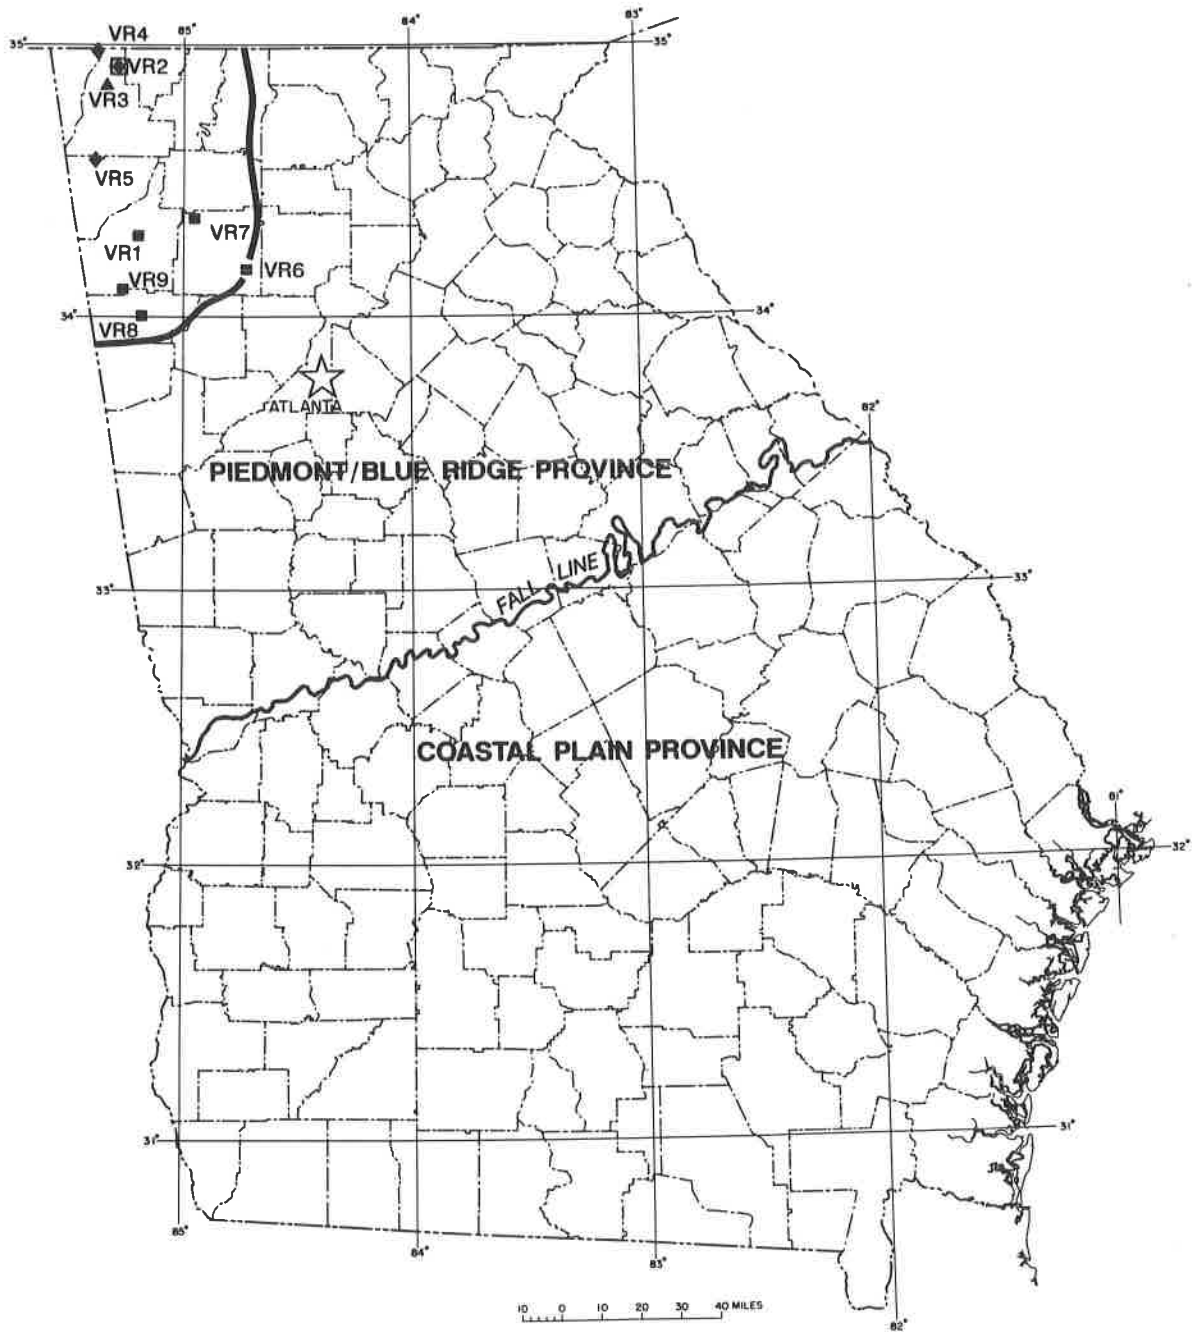 84°
83°
35°
85°
VR4
35°
VR2
VR3
VR5
VR7
VR1
VR6
VR9
34°
34°
VR8
ATLANTA
82°
PIEDMONT/BLUE RIDGE PROVINCE
FALL LINE
33°
33°
COASTAL PLAIN PROVINCE
81°
32°
32°
31°
31°
85°
84°
83°
10 0 10 20 30 40 MILES
82°